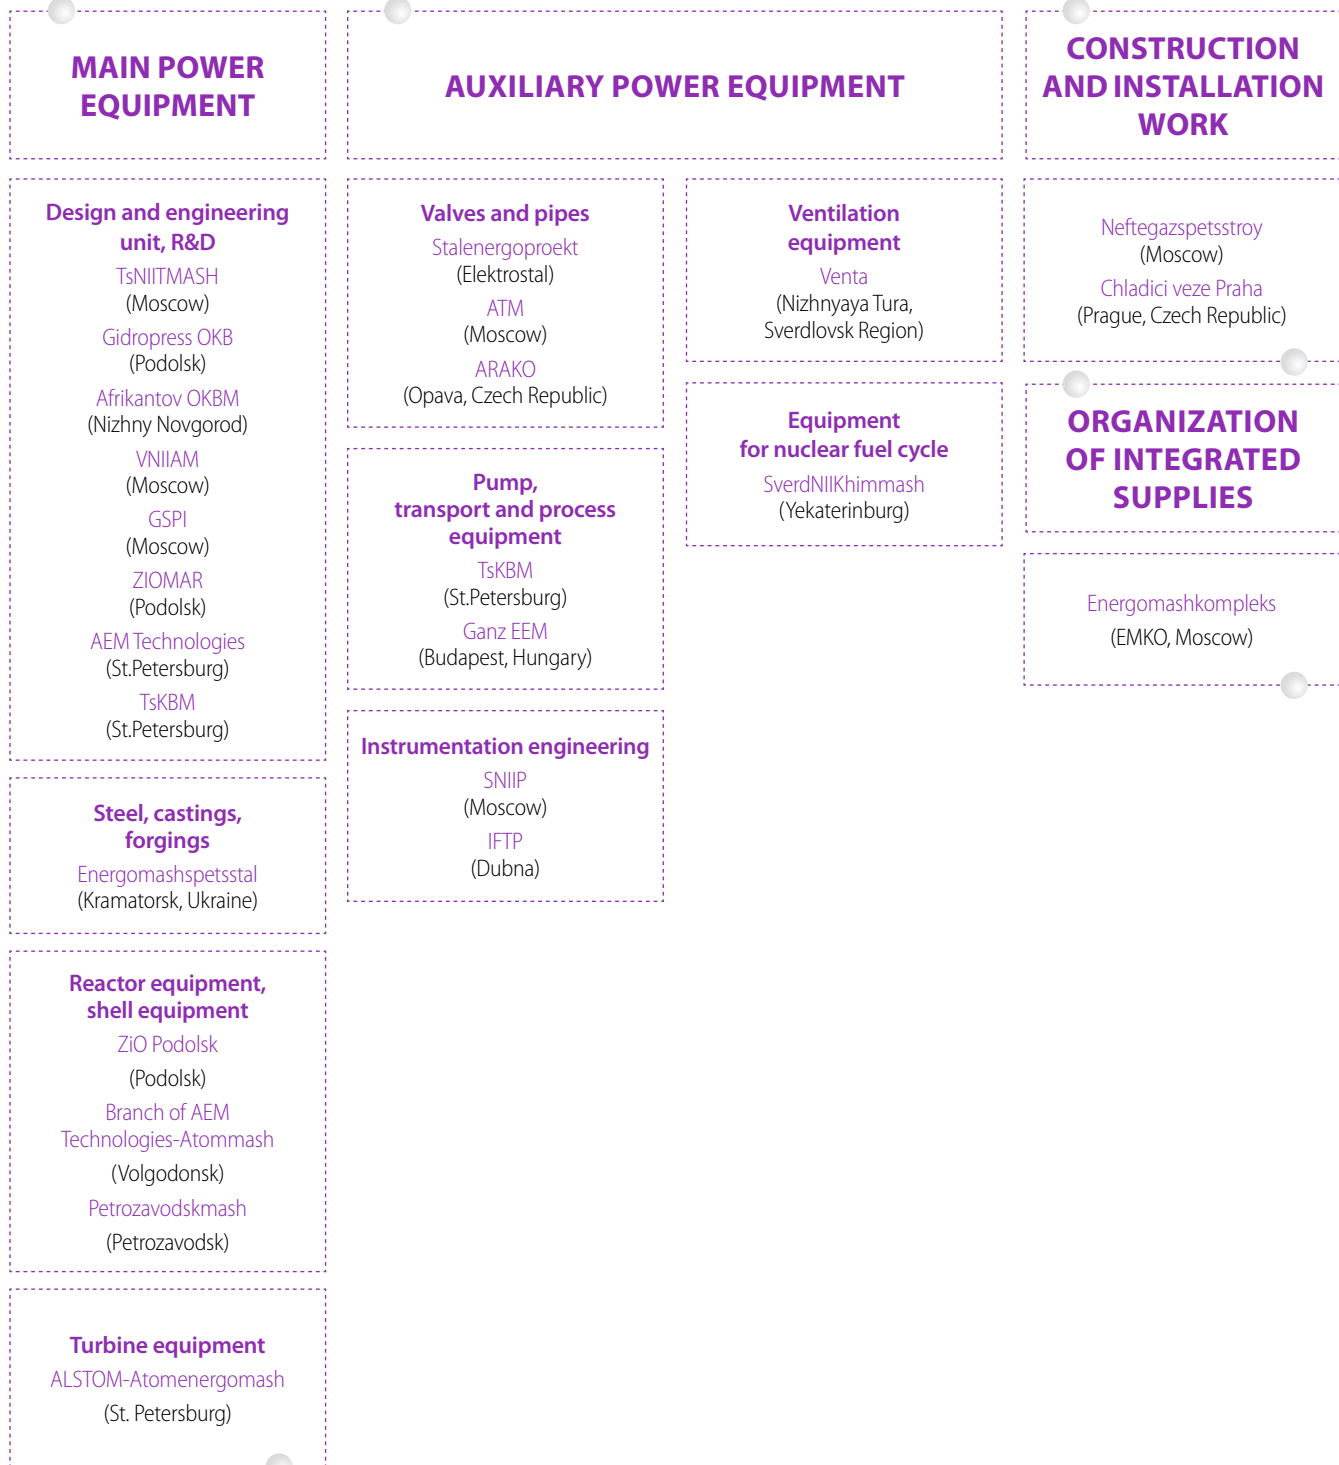 MAIN POWER
EQUIPMENT
Design and engineering
unit, R&D
TsNIITMASH
(Moscow)
Gidropress OKB
(Podolsk)
Afrikantov OKBM
(Nizhny Novgorod)
VNIIAM
(Moscow)
GSPI
(Moscow)
ZIOMAR
(Podolsk)
AEM Technologies
(St.Petersburg)
TsKBM
(St.Petersburg)
Steel, castings,
forgings
Energomashspetsstal
(Kramatorsk, Ukraine)
Reactor equipment,
shell equipment
ZiO Podolsk
(Podolsk)
Branch of AEM
Technologies-Atommash
(Volgodonsk)
Petrozavodskmash
(Petrozavodsk)
Turbine equipment
ALSTOM-Atomenergomash
(St. Petersburg)
AUXILIARY POWER EQUIPMENT
Valves and pipes
Stalenergoproekt
(Elektrostal)
ATM
(Moscow)
ARAKO
(Opava, Czech Republic)
Pump,
transport and process
equipment
TsKBM
(St.Petersburg)
Ganz EEM
(Budapest, Hungary)
Instrumentation engineering
SNIIP
(Moscow)
IFTP
(Dubna)
Ventilation
equipment
Venta
(Nizhnyaya Tura,
Sverdlovsk Region)
Equipment
for nuclear fuel cycle
SverdNIIKhimmash
(Yekaterinburg)
CONSTRUCTION
AND INSTALLATION
WORK
Neftegazspetsstroy
(Moscow)
Chladici veze Praha
(Prague, Czech Republic)
ORGANIZATION
OF INTEGRATED
SUPPLIES
Energomashkompleks
(EMKO, Moscow)